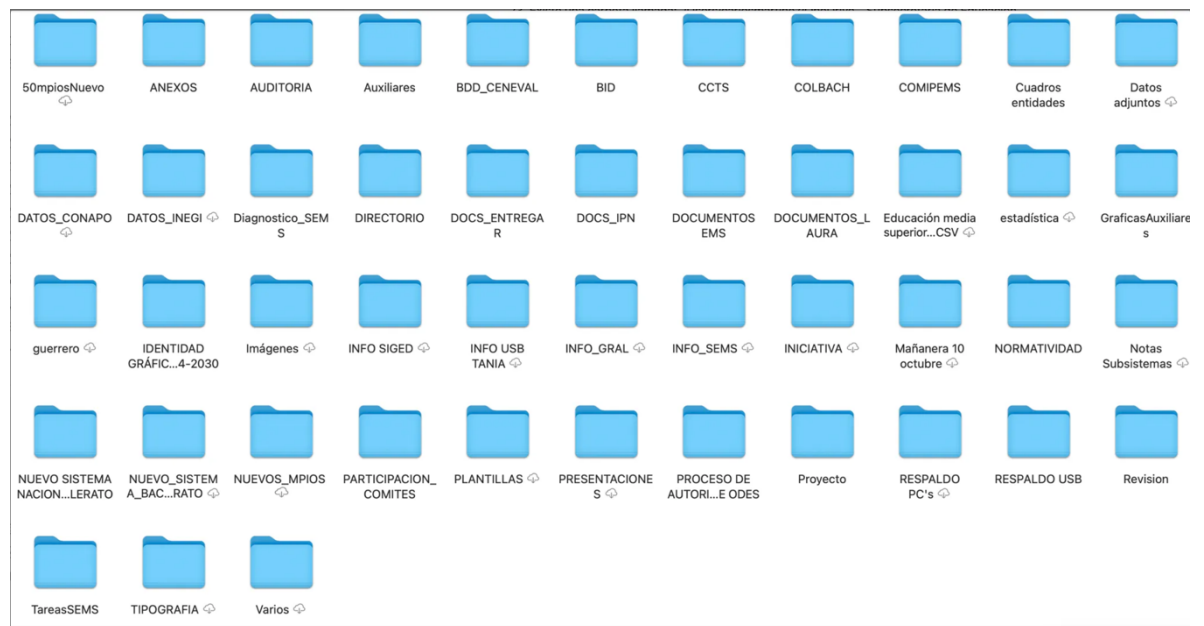 50mpiosNuevo
ANEXOS
AUDITORIA
Auxiliares
BDD_CENEVAL
BID
CCTS
COLBACH
COMIPEMS
Cuadros
entidades
Datos
adjuntos
DATOS_CONAPO
DATOS_INEGI
Diagnostico_SEM
S
DIRECTORIO
DOCS_ENTREGA
R
DOCS_IPN
DOCUMENTOS
EMS
DOCUMENTOS_L
AURA
Educación media
superior...CSV
estadística
GraficasAuxiliare
s
guerrero
IDENTIDAD
GRÁFIC...4-2030
Imágenes
INFO SIGED
INFO USB
TANIA
INFO_GRAL
INFO_SEMS
INICIATIVA
Mañanera 10
octubre
NORMATIVIDAD
Notas
Subsistemas
NUEVO SISTEMA
NACION...LERATO
NUEVO_SISTEM
A_BAC...RATO
NUEVOS_MPIOS
PARTICIPACION_
COMITES
PLANTILLAS
PRESENTACIONE
S
PROCESO DE
AUTORI...E ODES
Proyecto
RESPALDO
PC's
RESPALDO USB
Revision
TareasSEMS
TIPOGRAFIA
Varios